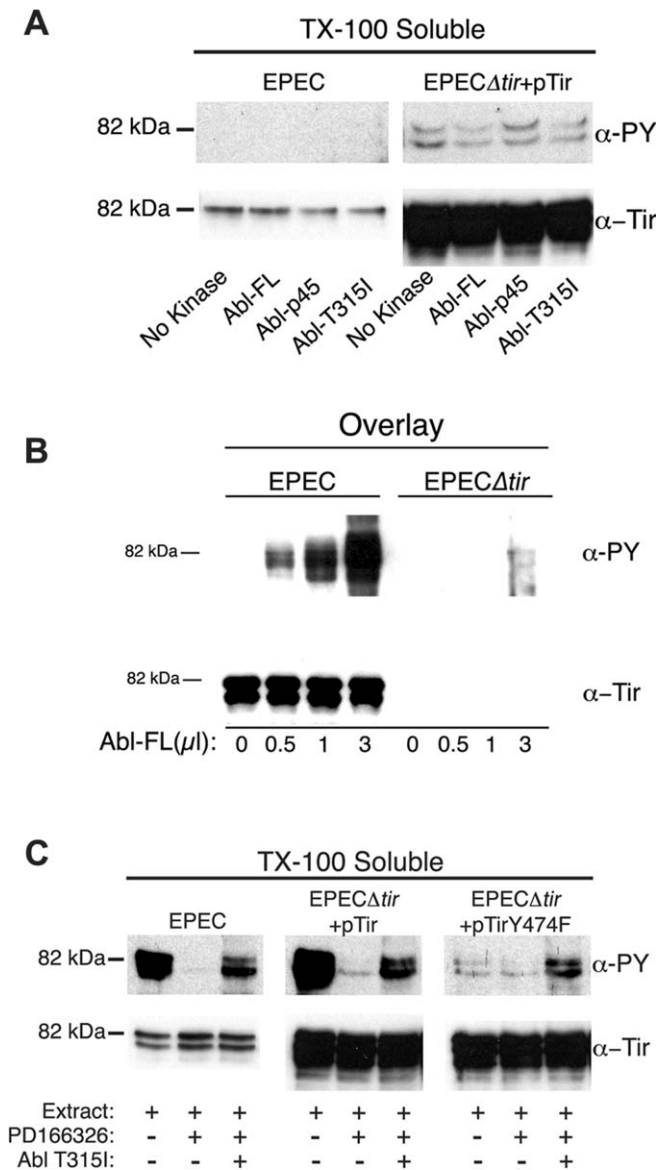 A
TX-100 Soluble
EPEC EPECΔtir+pTir
82 kDa α-PY
82 kDa α–Tir
No Kinase Abl-FL Abl-p45 Abl-T315I No Kinase Abl-FL Abl-p45 Abl-T315I
B
Overlay
EPEC EPECΔtir
82 kDa α-PY
82 kDa α–Tir
Abl-FL(μl): 0 0.5 1 3 0 0.5 1 3
C
TX-100 Soluble
EPEC EPECΔtir +pTir EPECΔtir +pTirY474F
82 kDa α-PY
82 kDa α–Tir
Extract: + + + + + + + + +
PD166326: - + + - + + - + +
Abl T315I: - - + - - + - - +